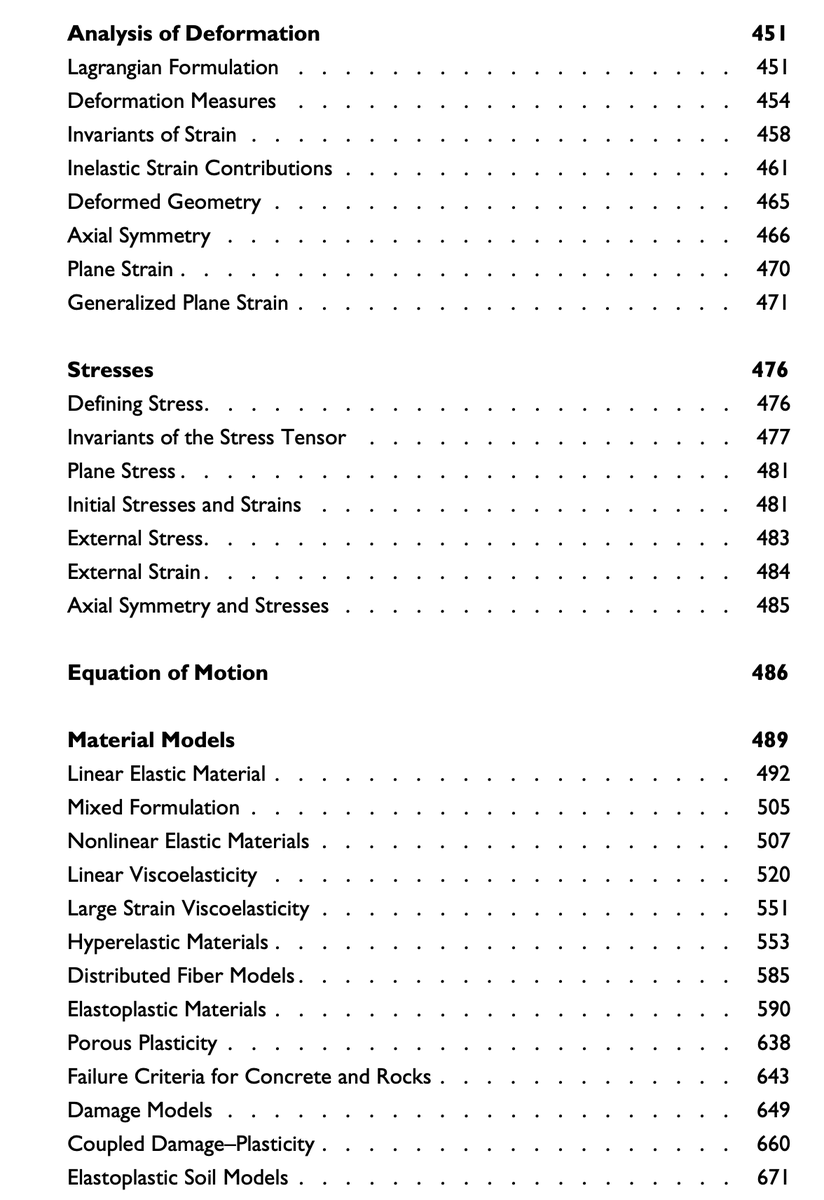 Analysis of Deformation 451
Lagrangian Formulation . . . . . . . . . . . . . . . . . . . 451
Deformation Measures . . . . . . . . . . . . . . . . . . . 454
Invariants of Strain . . . . . . . . . . . . . . . . . . . . . 458
Inelastic Strain Contributions . . . . . . . . . . . . . . . . . 461
Deformed Geometry . . . . . . . . . . . . . . . . . . . . 465
Axial Symmetry . . . . . . . . . . . . . . . . . . . . . . 466
Plane Strain . . . . . . . . . . . . . . . . . . . . . . . . 470
Generalized Plane Strain . . . . . . . . . . . . . . . . . . . 471
Stresses 476
Defining Stress. . . . . . . . . . . . . . . . . . . . . . . 476
Invariants of the Stress Tensor . . . . . . . . . . . . . . . . 477
Plane Stress . . . . . . . . . . . . . . . . . . . . . . . . 481
Initial Stresses and Strains . . . . . . . . . . . . . . . . . . 481
External Stress. . . . . . . . . . . . . . . . . . . . . . . 483
External Strain . . . . . . . . . . . . . . . . . . . . . . . 484
Axial Symmetry and Stresses . . . . . . . . . . . . . . . . . 485
Equation of Motion 486
Material Models 489
Linear Elastic Material . . . . . . . . . . . . . . . . . . . . 492
Mixed Formulation . . . . . . . . . . . . . . . . . . . . . 505
Nonlinear Elastic Materials . . . . . . . . . . . . . . . . . . 507
Linear Viscoelasticity . . . . . . . . . . . . . . . . . . . . 520
Large Strain Viscoelasticity . . . . . . . . . . . . . . . . . . 551
Hyperelastic Materials . . . . . . . . . . . . . . . . . . . . 553
Distributed Fiber Models . . . . . . . . . . . . . . . . . . . 585
Elastoplastic Materials . . . . . . . . . . . . . . . . . . . . 590
Porous Plasticity . . . . . . . . . . . . . . . . . . . . . . 638
Failure Criteria for Concrete and Rocks . . . . . . . . . . . . . 643
Damage Models . . . . . . . . . . . . . . . . . . . . . . 649
Coupled Damage–Plasticity . . . . . . . . . . . . . . . . . . 660
Elastoplastic Soil Models . . . . . . . . . . . . . . . . . . . 671